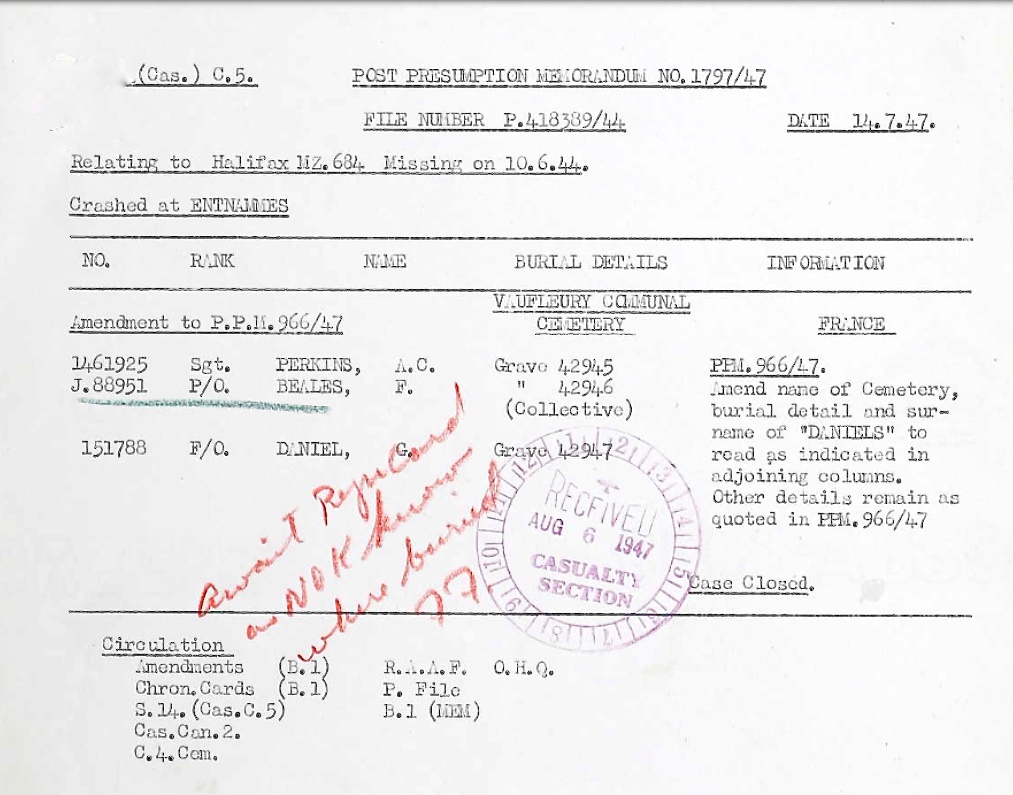 (Cas.) C.5. POST PRESUMPTION MEMORANDUM NO.1797/47
FILE NUMBER P.418389/44 DATE 14.7.47.
Relating to Halifax MZ.684 Missing on 10.6.44.
Crashed at ENTNAMMES
NO. RANK NAME BURIAL DETAILS INFORMATION
VAUFLEURY COMMUNAL
Amendment to P.P.M.966/47 CEMETERY FRANCE
1461925 Sgt. PERKINS, A.C. Grave 42945 PPM.966/47.
J.88951 P/O. BEALES, F. " 42946 Amend name of Cemetery,
(Collective) burial detail and sur-
name of "DANIELS" to
151788 F/O. DANIEL, G. Grave 42947 read as indicated in
adjoining columns.
Other details remain as
quoted in PPM.966/47
Case Closed.
await Regn Card
as NOK know
where buried
RECEIVED
AUG 6 1947
CASUALTY
SECTION
Circulation
Amendments (B.1) R.A.A.F. O.H.Q.
Chron.Cards (B.1) P. File
S.14.(Cas.C.5) B.1 (MEM)
Cas.Can.2.
C.4.Cem.